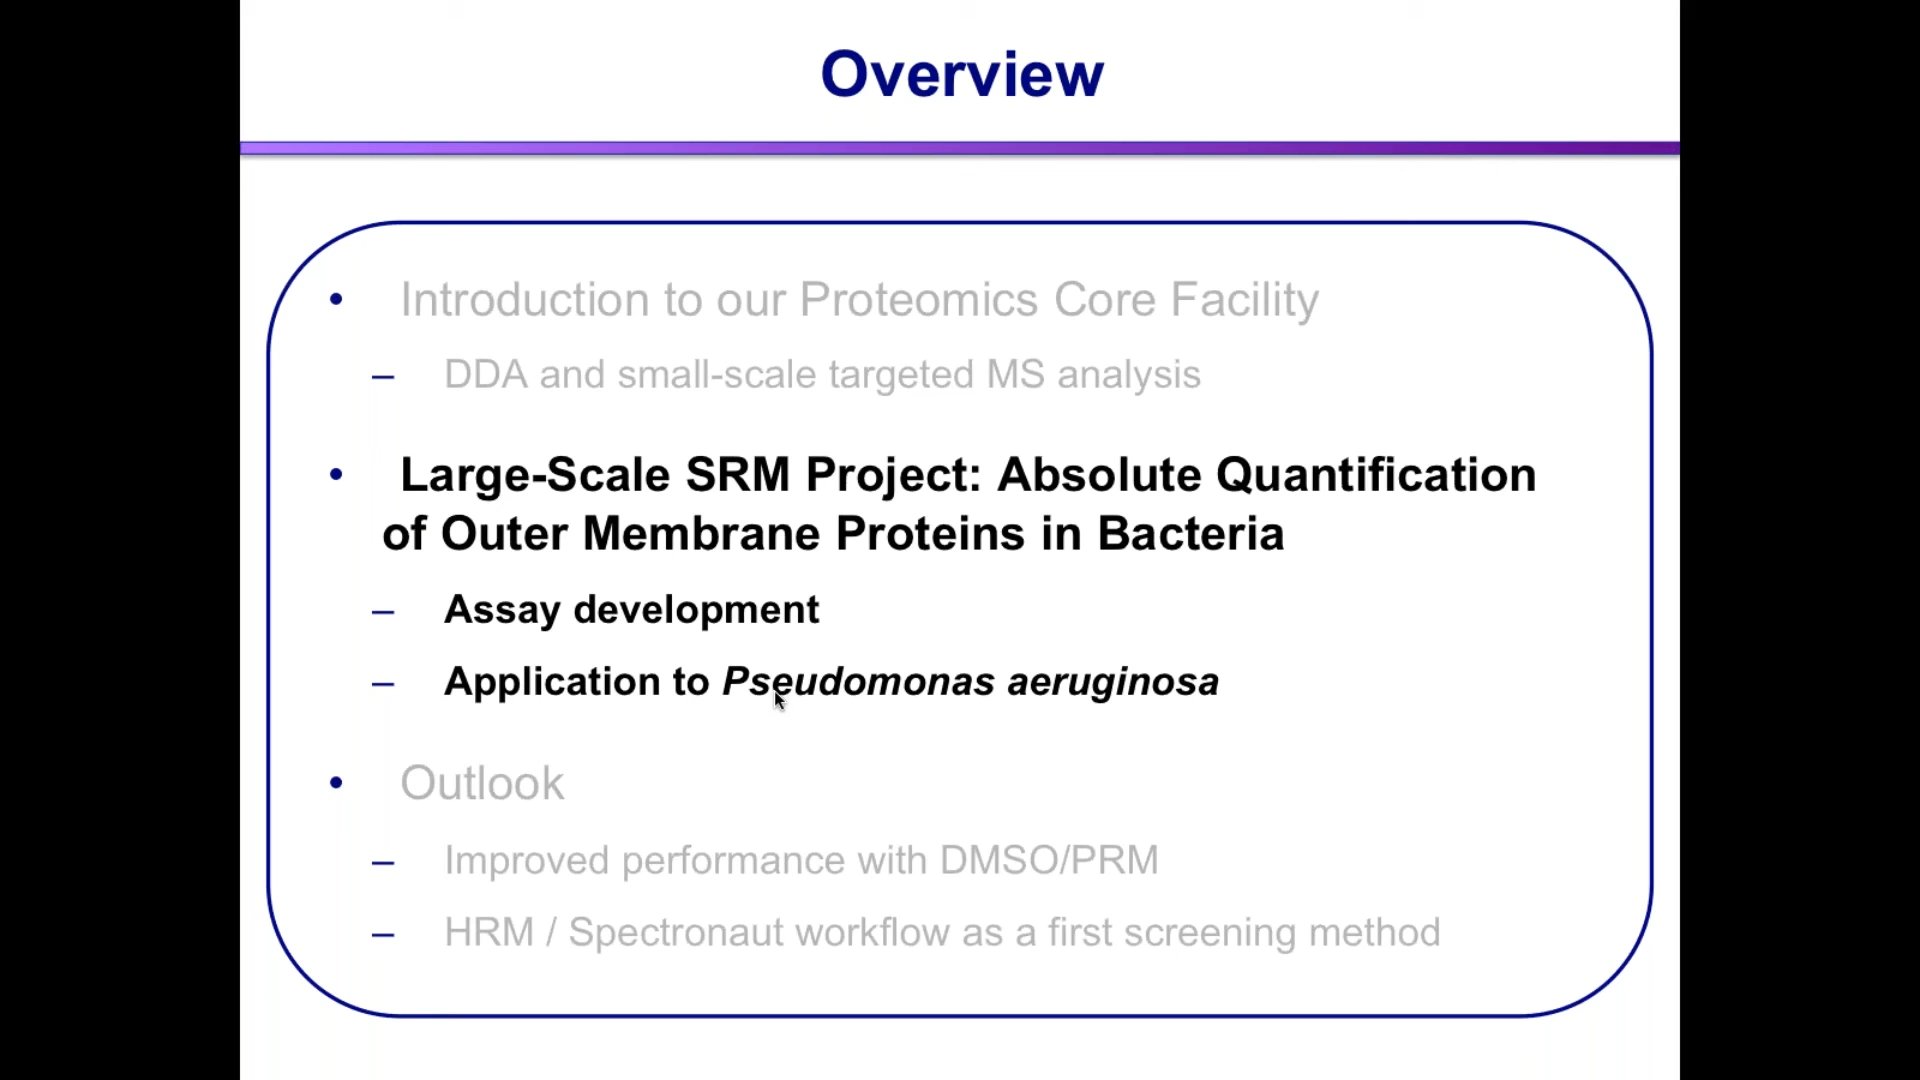 Overview
• Introduction to our Proteomics Core Facility
– DDA and small-scale targeted MS analysis
• Large-Scale SRM Project: Absolute Quantification
of Outer Membrane Proteins in Bacteria
– Assay development
– Application to Pseudomonas aeruginosa
• Outlook
– Improved performance with DMSO/PRM
– HRM / Spectronaut workflow as a first screening method